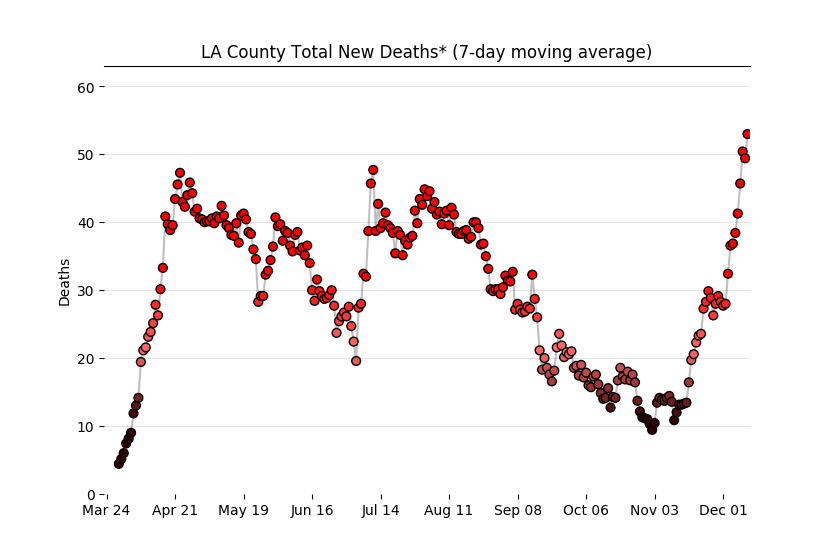 LA County Total New Deaths* (7-day moving average)
60
50
40
30
20
10
0
Deaths
Mar 24 Apr 21 May 19 Jun 16 Jul 14 Aug 11 Sep 08 Oct 06 Nov 03 Dec 01